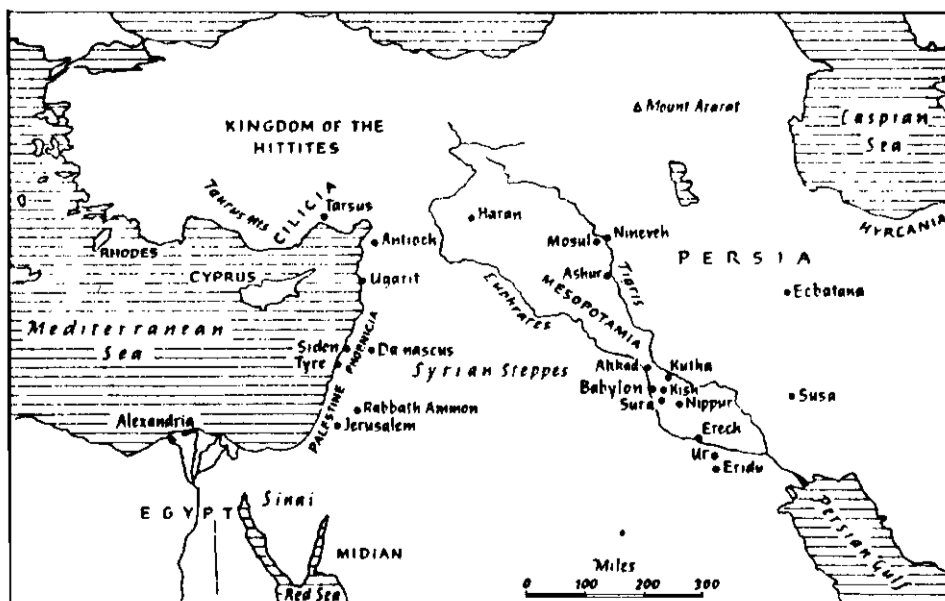 Mount Ararat
Caspian
Sea
KINGDOM OF THE
HITTITES
Taurus Mts
CILICIA
Tarsus
Haran
HYRCANIA
Antioch
Mosul
Nineveh
RHODES
PERSIA
CYPRUS
Ugarit
Ashur
Tigris
Euphrates
MESOPOTAMIA
Ecbatana
Mediterranean
Sea
Sidon
Tyre
PHOENICIA
Damascus
Syrian Steppes
Akkad
Kutha
Babylon
Kish
Sura
Nippur
Susa
PALESTINE
Rabbath Ammon
Jerusalem
Alexandria
Erech
Ur
Eridu
EGYPT
Sinai
MIDIAN
Red Sea
Persian Gulf
Miles
0 100 200 300